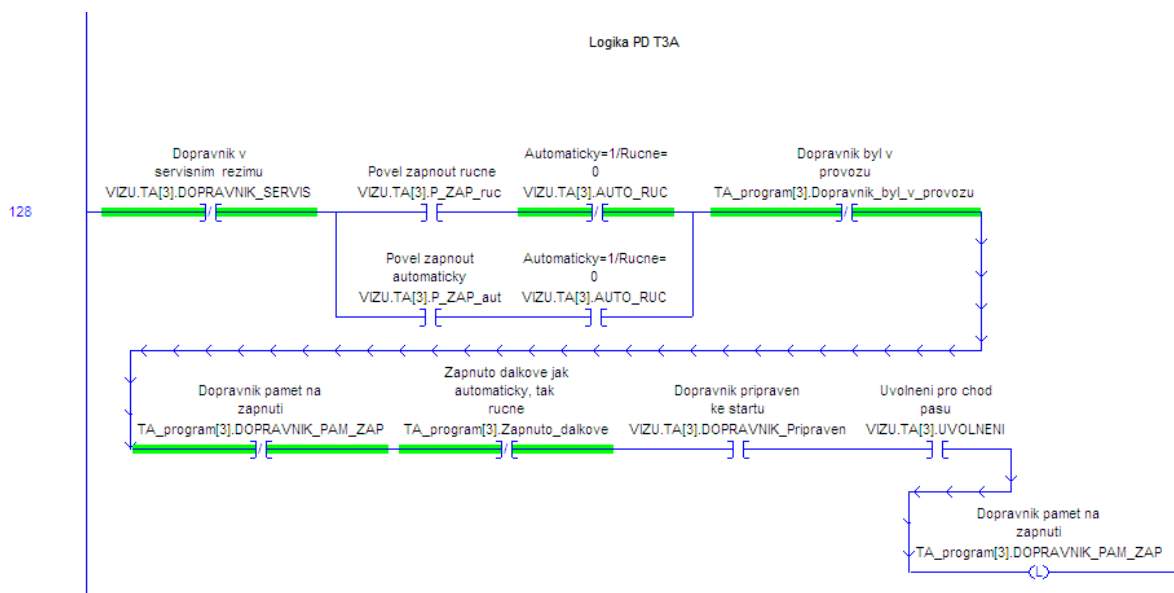 Logika PD T3A
Dopravnik v
servisnim rezimu
VIZU.TA[3].DOPRAVNIK_SERVIS
Povel zapnout rucne
VIZU.TA[3].P_ZAP_ruc
Automaticky=1/Rucne=
0
VIZU.TA[3].AUTO_RUC
Dopravnik byl v
provozu
TA_program[3].Dopravnik_byl_v_provozu
128
Povel zapnout
automaticky
VIZU.TA[3].P_ZAP_aut
Automaticky=1/Rucne=
0
VIZU.TA[3].AUTO_RUC
Dopravnik pamet na
zapnuti
TA_program[3].DOPRAVNIK_PAM_ZAP
Zapnuto dalkove jak
automaticky, tak
rucne
TA_program[3].Zapnuto_dalkove
Dopravnik pripraven
ke startu
VIZU.TA[3].DOPRAVNIK_Pripraven
Uvolneni pro chod
pasu
VIZU.TA[3].UVOLNENI
Dopravnik pamet na
zapnuti
TA_program[3].DOPRAVNIK_PAM_ZAP
L